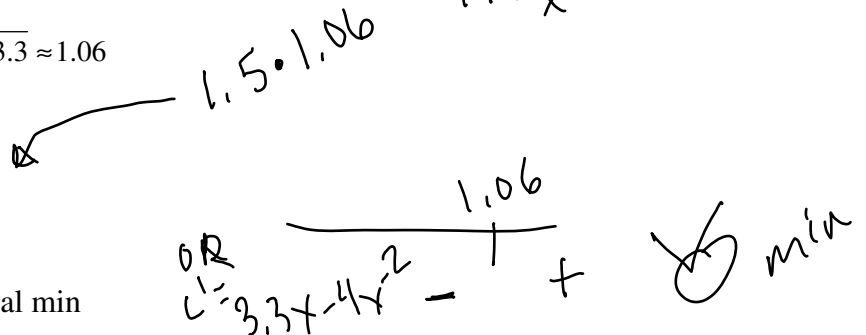 3.3 ≈ 1.06
1.5•1.06
1.06
OR
C' = 3.3x - 4x^-2
- +
min
al min